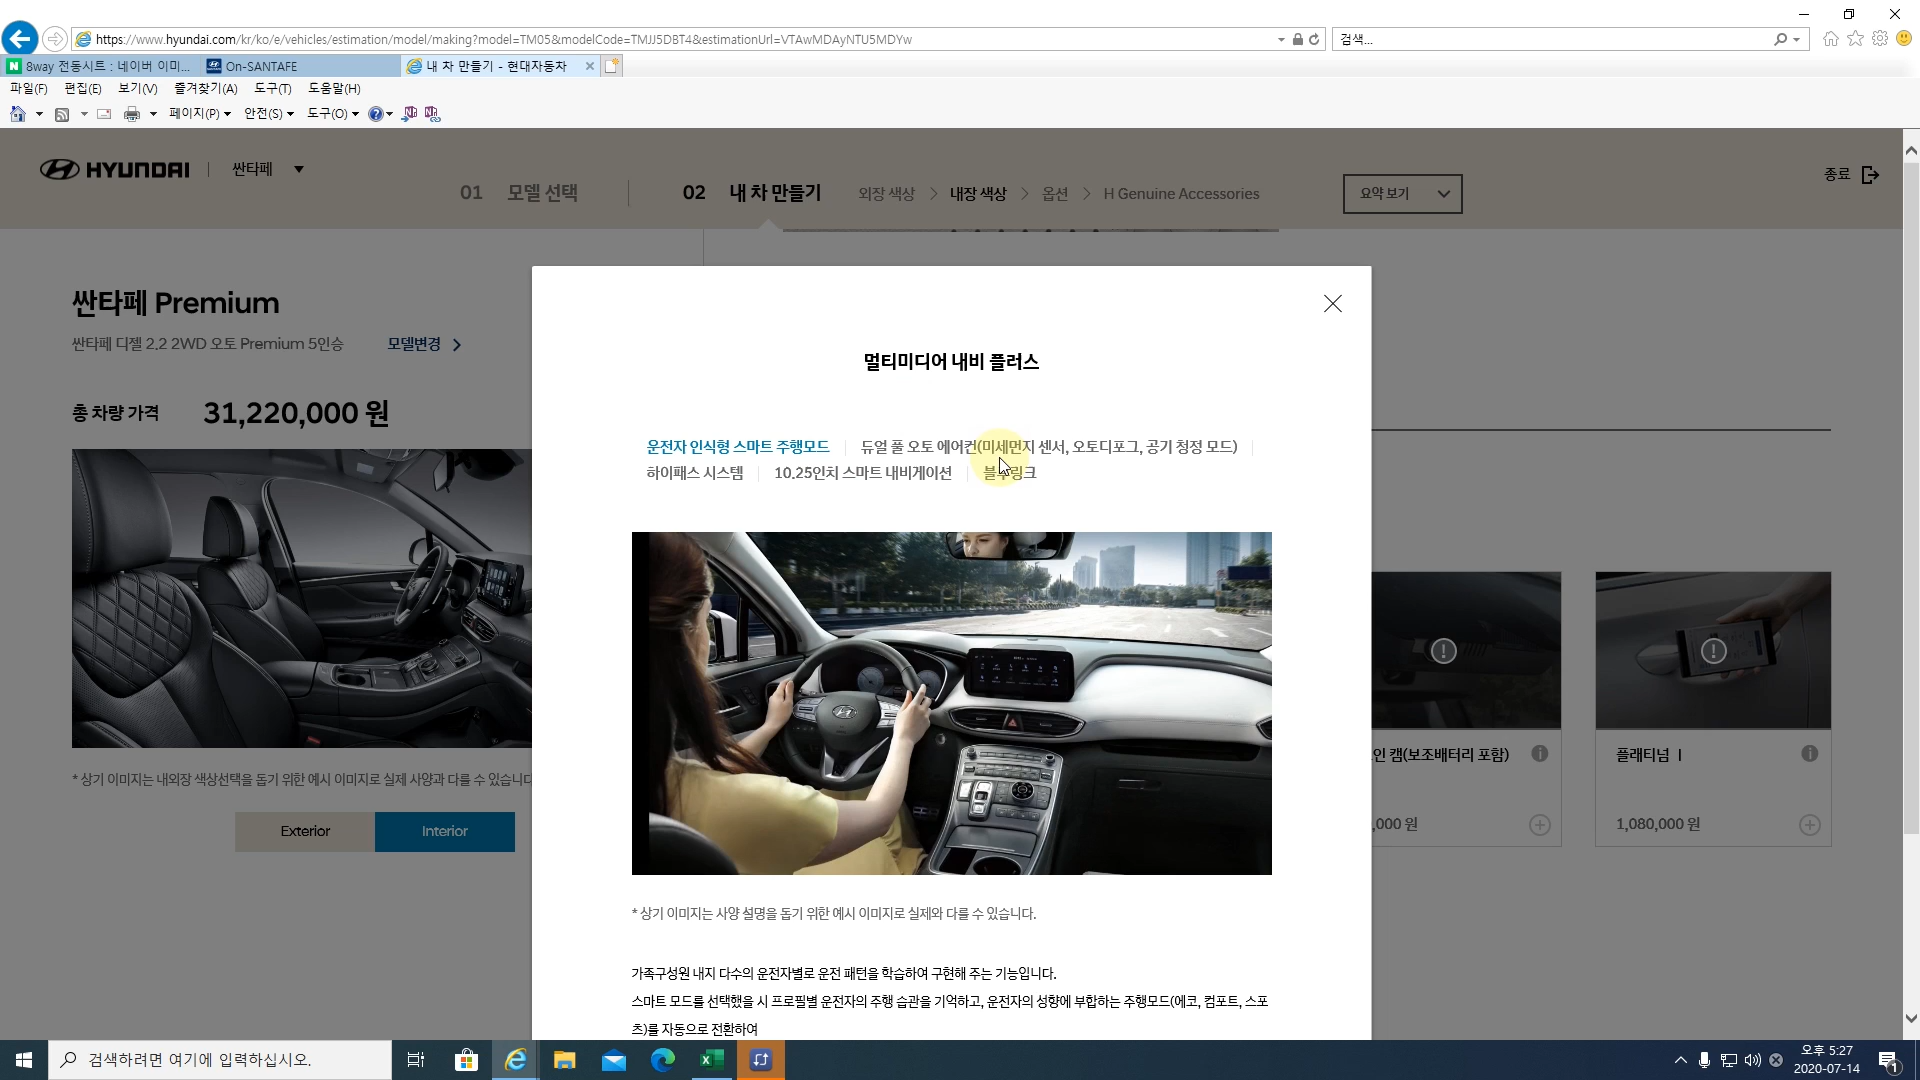 https://www.hyundai.com/kr/ko/e/vehicles/estimation/model/making?model=TM05&modelCode=TMJJ5DBT4&estimationUrl=VTAwMDAyNTU5MDYw
검색...
8way 전동시트 : 네이버 이미...
On-SANTAFE
내 차 만들기 - 현대자동차
파일(F) 편집(E) 보기(V) 즐겨찾기(A) 도구(T) 도움말(H)
페이지(P) 안전(S) 도구(O)
HYUNDAI 싼타페
01 모델 선택 02 내 차 만들기 외장 색상 내장 색상 옵션 H Genuine Accessories
요약 보기
종료
싼타페 Premium
싼타페 디젤 2.2 2WD 오토 Premium 5인승 모델변경
총 차량 가격 31,220,000 원
* 상기 이미지는 내외장 색상선택을 돕기 위한 예시 이미지로 실제 사양과 다를 수 있습니다
Exterior Interior
멀티미디어 내비 플러스
운전자 인식형 스마트 주행모드 듀얼 풀 오토 에어컨(미세먼지 센서, 오토디포그, 공기 청정 모드)
하이패스 시스템 10.25인치 스마트 내비게이션 블루링크
* 상기 이미지는 사양 설명을 돕기 위한 예시 이미지로 실제와 다를 수 있습니다.
가족구성원 내지 다수의 운전자별로 운전 패턴을 학습하여 구현해 주는 기능입니다.
스마트 모드를 선택했을 시 프로필별 운전자의 주행 습관을 기억하고, 운전자의 성향에 부합하는 주행모드(에코, 컴포트, 스포
츠)를 자동으로 전환하여
인 캠(보조배터리 포함)
,000 원
플래티넘 Ⅰ
1,080,000 원
검색하려면 여기에 입력하십시오.
오후 5:27
2020-07-14
1